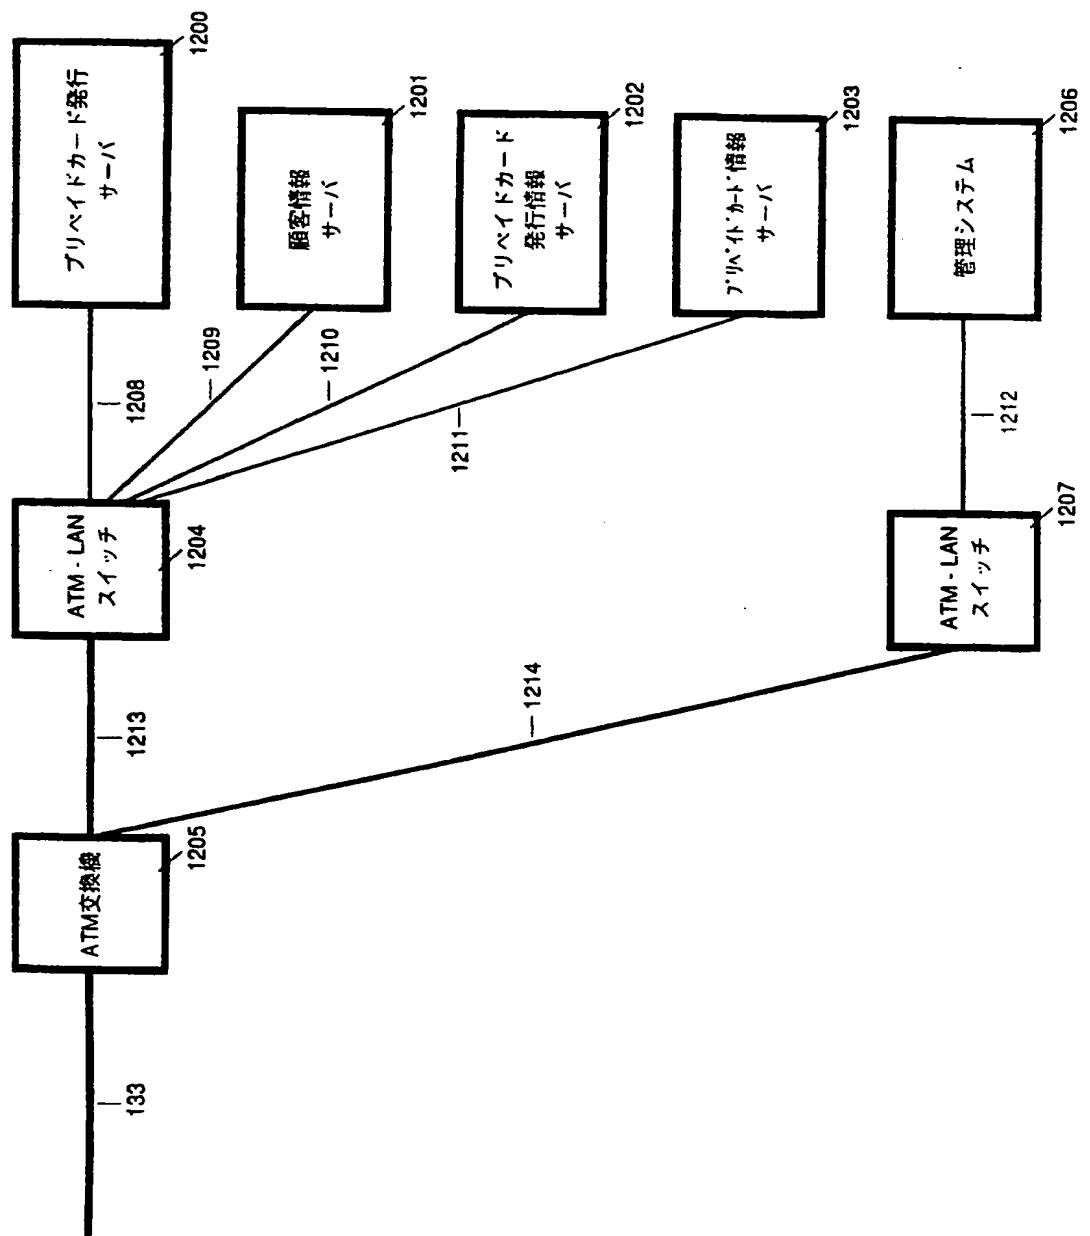 プリペイドカード発行
サーバ
1200
顧客情報
サーバ
1201
プリペイドカード
発行情報
サーバ
1202
ﾌﾟﾘﾍﾟｲﾄﾞｶｰﾄﾞ情報
サーバ
1203
管理システム
1206
1208
1209
1210
1211
1212
ATM-LAN
スイッチ
1204
ATM-LAN
スイッチ
1207
1213
1214
ATM交換機
1205
133